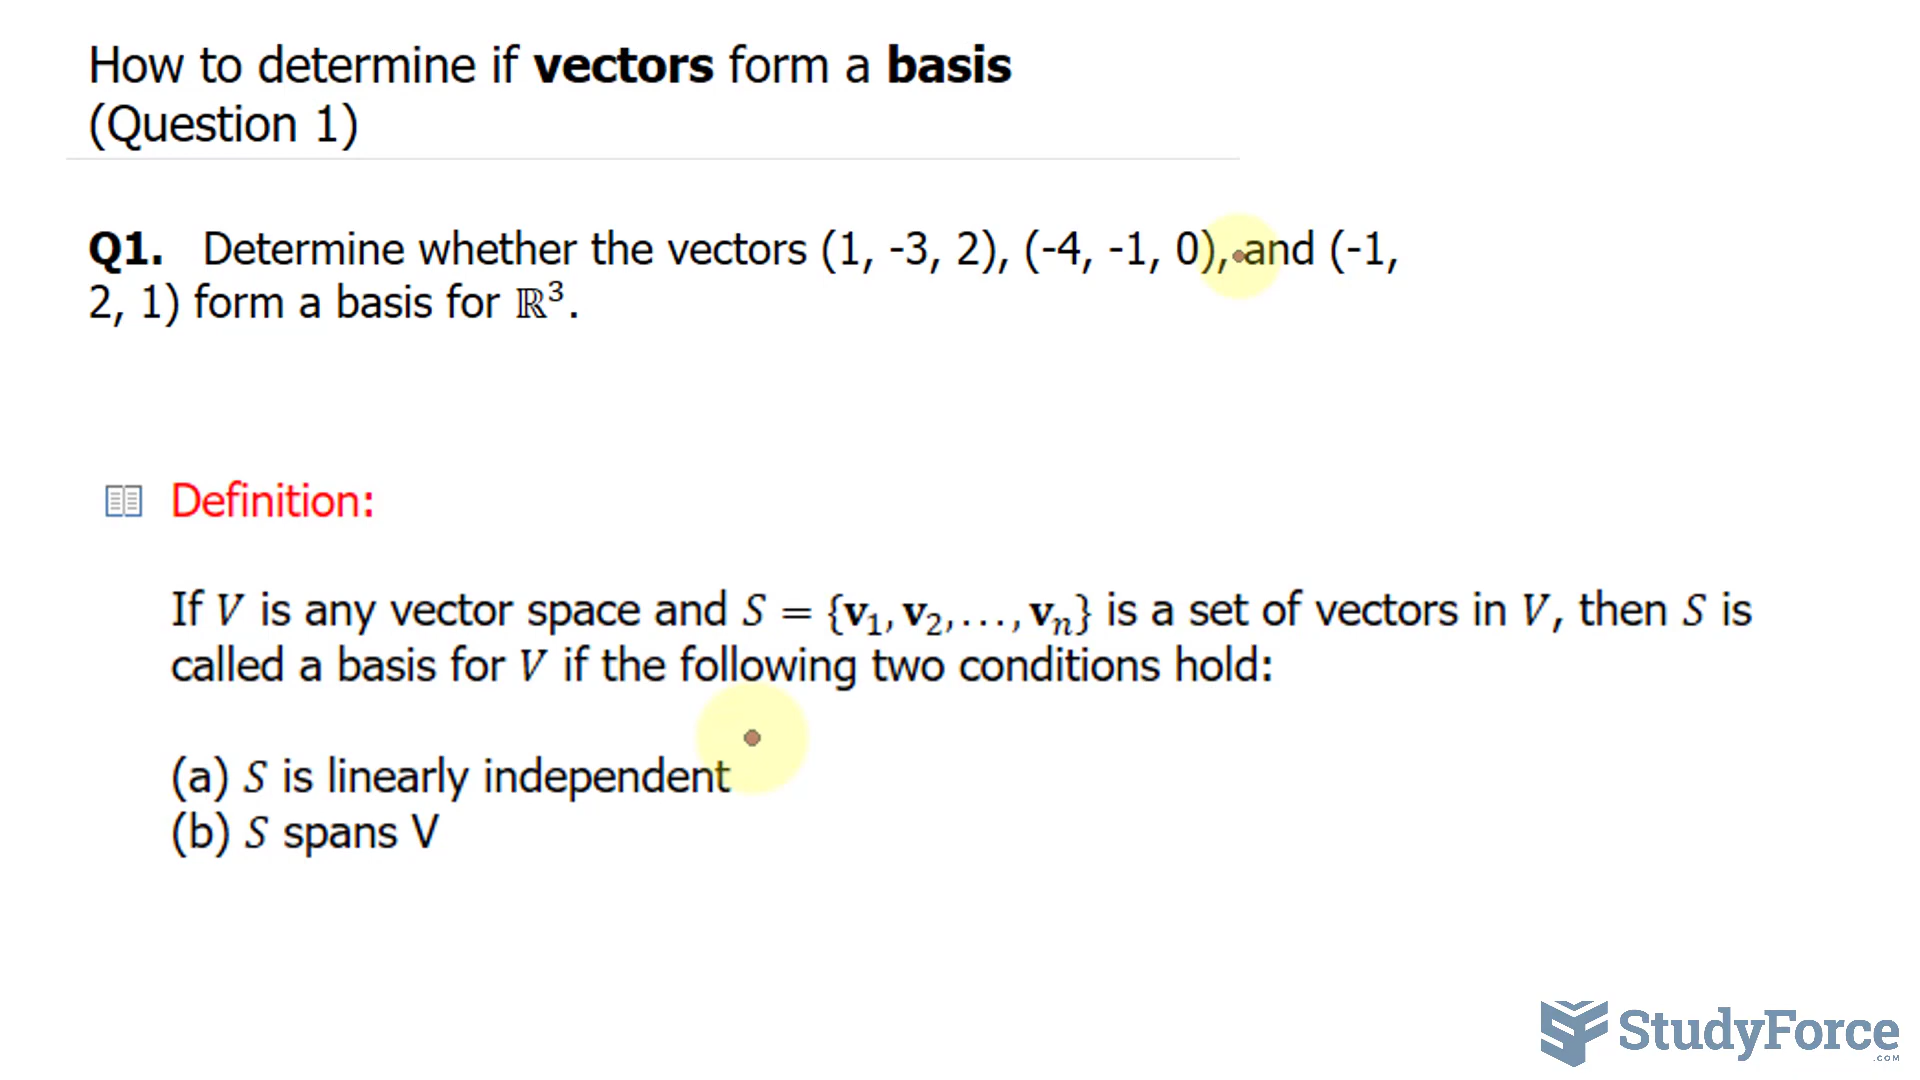 How to determine if vectors form a basis
(Question 1)
Q1. Determine whether the vectors (1, -3, 2), (-4, -1, 0), and (-1,
2, 1) form a basis for ℝ³.
Definition:
If V is any vector space and S = {v₁, v₂,…, vₙ} is a set of vectors in V, then S is
called a basis for V if the following two conditions hold:
(a) S is linearly independent
(b) S spans V
StudyForce
.COM